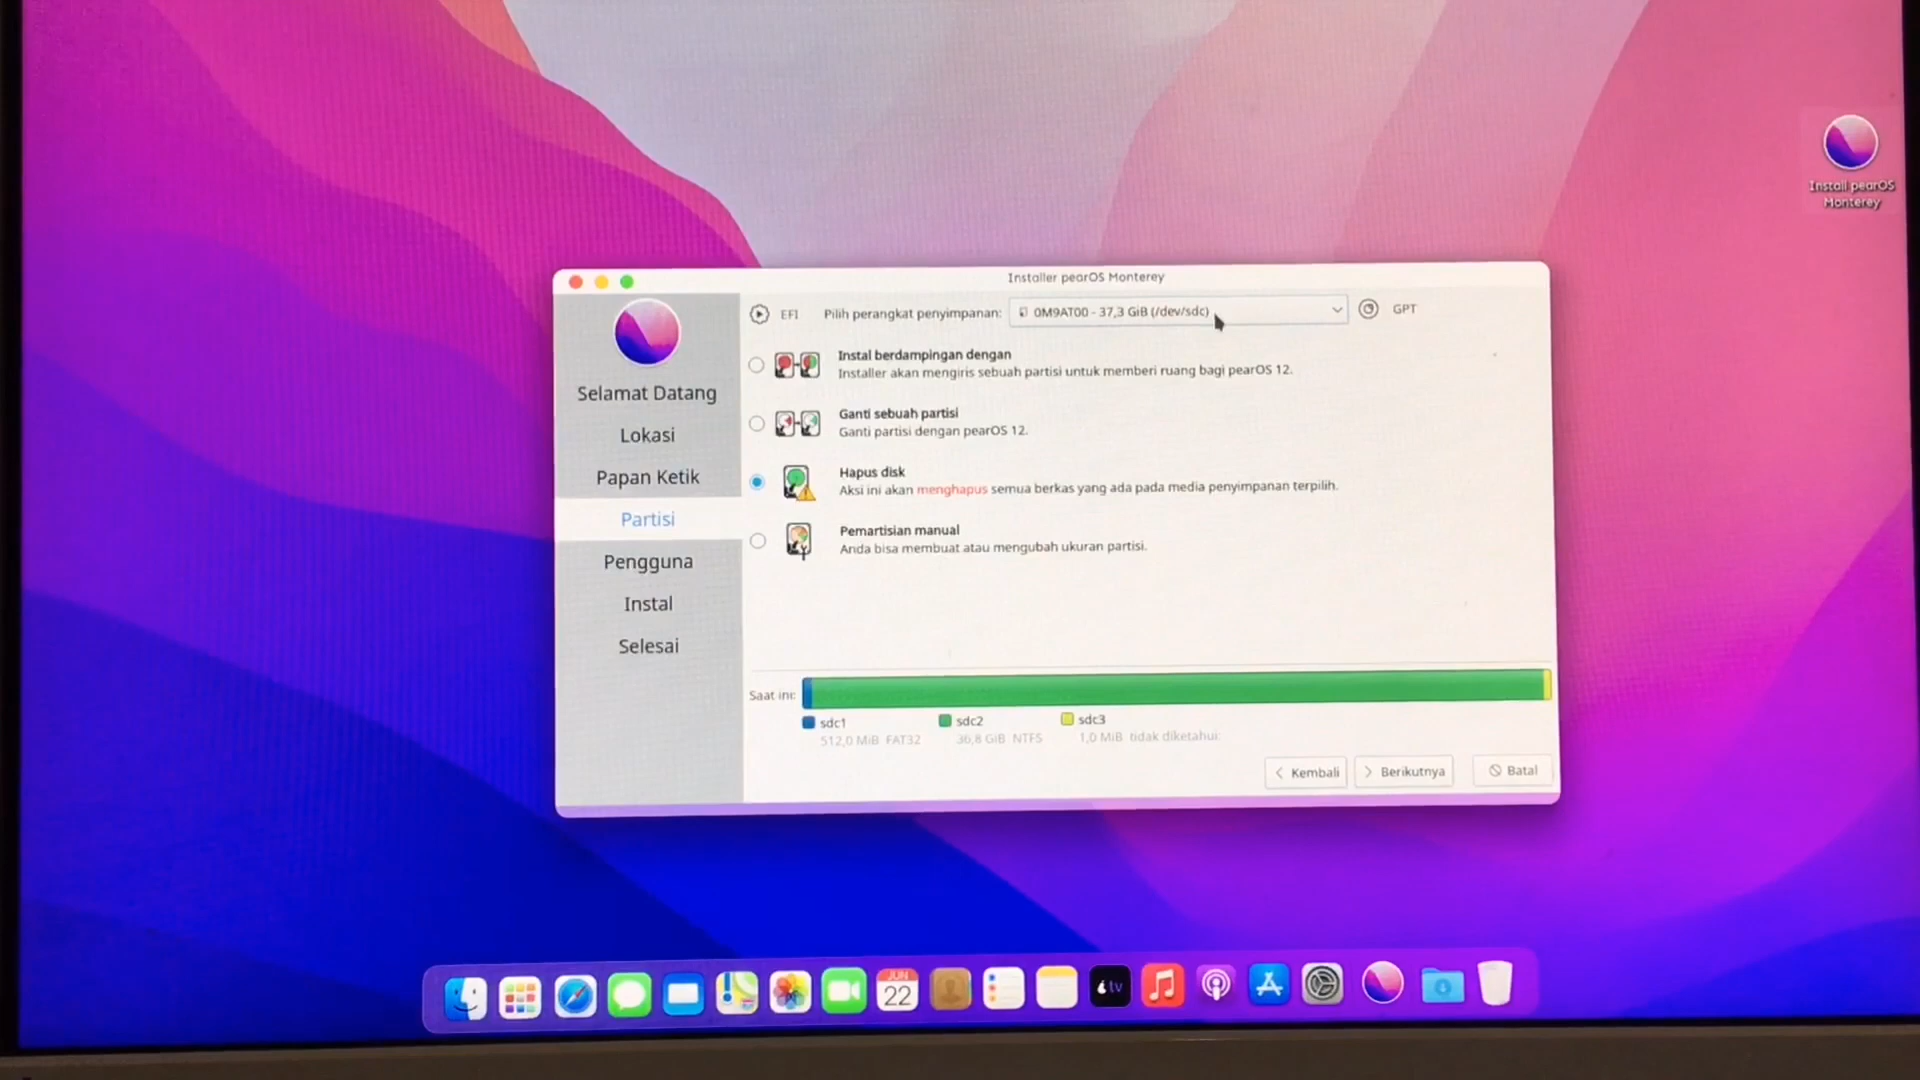 Install pearOS
Monterey
Installer pearOS Monterey
EFI
Pilih perangkat penyimpanan:
0M9AT00 - 37,3 GiB (/dev/sdc)
GPT
Selamat Datang
Lokasi
Papan Ketik
Partisi
Pengguna
Instal
Selesai
Instal berdampingan dengan
Installer akan mengiris sebuah partisi untuk memberi ruang bagi pearOS 12.
Ganti sebuah partisi
Ganti partisi dengan pearOS 12.
Hapus disk
Aksi ini akan menghapus semua berkas yang ada pada media penyimpanan terpilih.
Pemartisian manual
Anda bisa membuat atau mengubah ukuran partisi.
Saat ini:
sdc1
512,0 MiB FAT32
sdc2
36,8 GiB NTFS
sdc3
1,0 MiB tidak diketahui
Kembali
Berikutnya
Batal
JUN
22
tv